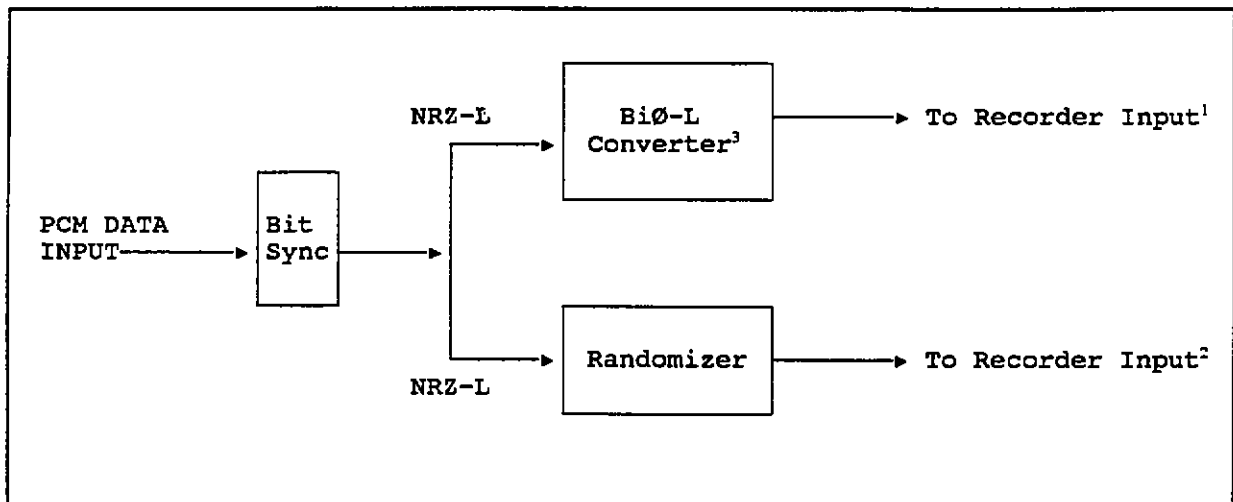 NRZ-L
BiØ-L
Converter³
To Recorder Input¹
PCM DATA
INPUT
Bit
Sync
Randomizer
To Recorder Input²
NRZ-L